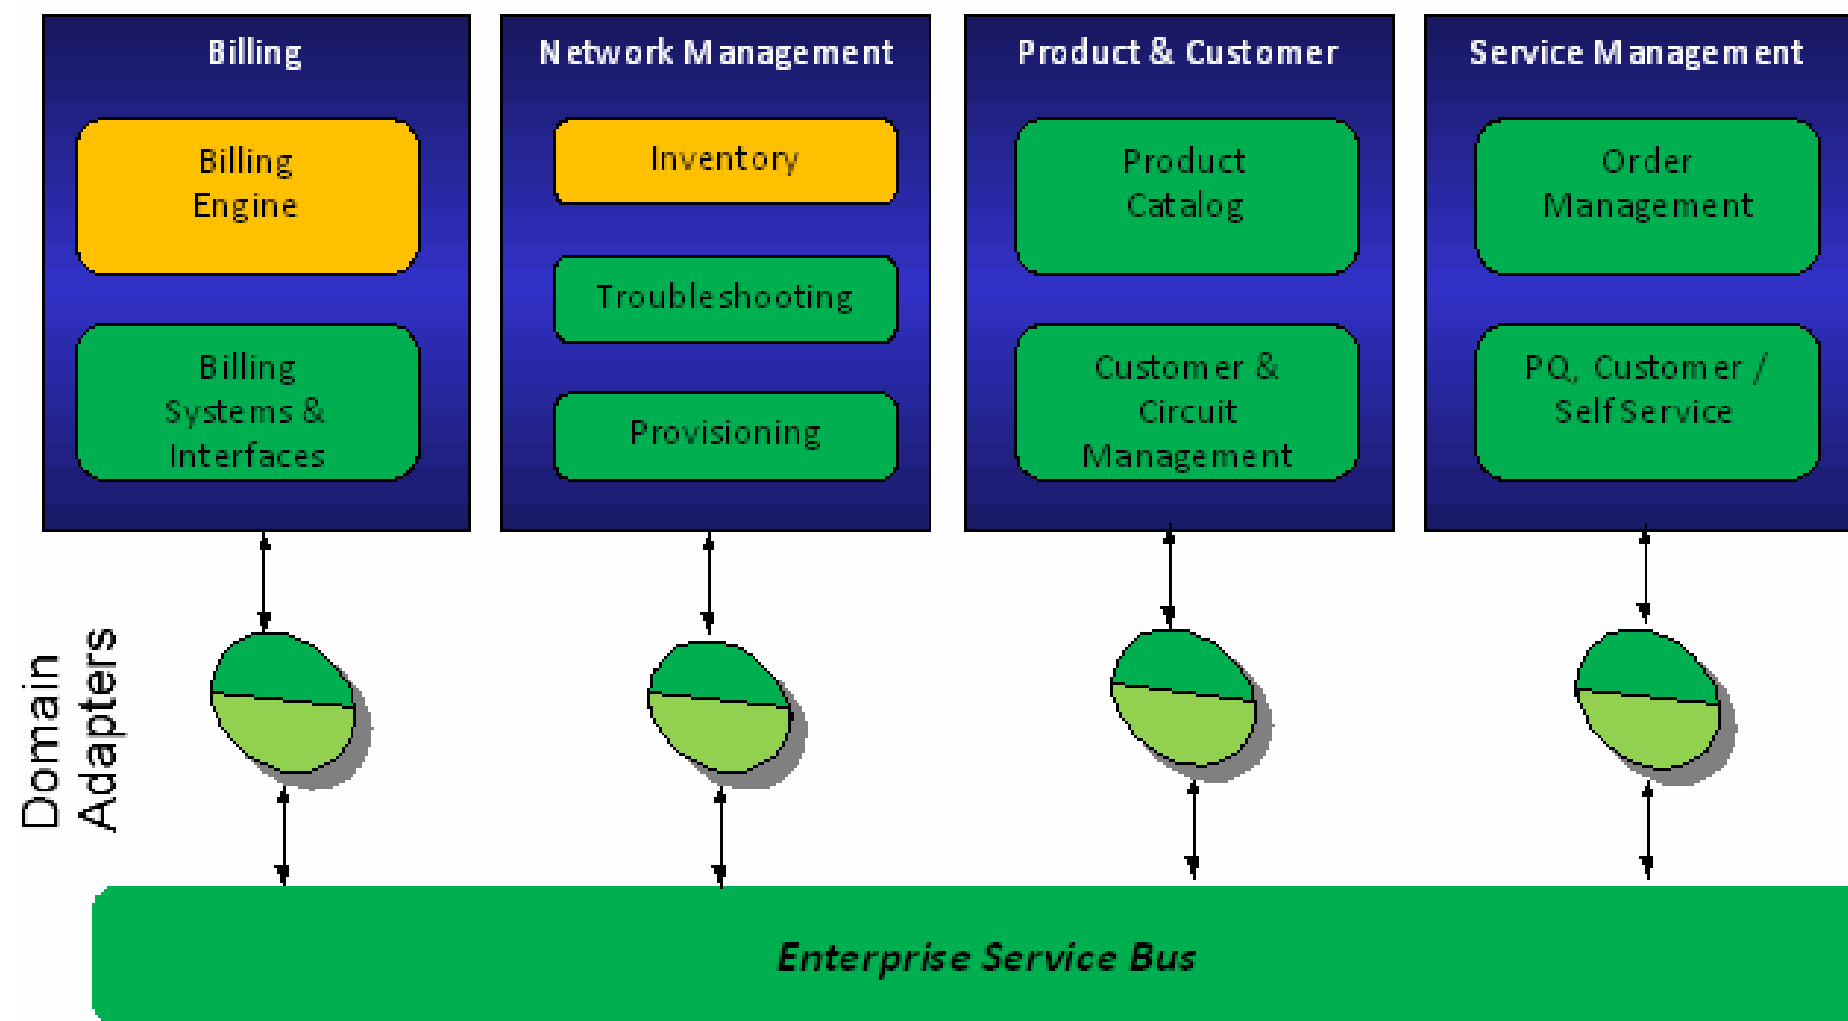 Billing
Billing
Engine
Billing
Systems &
Interfaces
Network Management
Inventory
Troubleshooting
Provisioning
Product & Customer
Product
Catalog
Customer &
Circuit
Management
Service Management
Order
Management
PQ, Customer /
Self Service
Domain
Adapters
Enterprise Service Bus